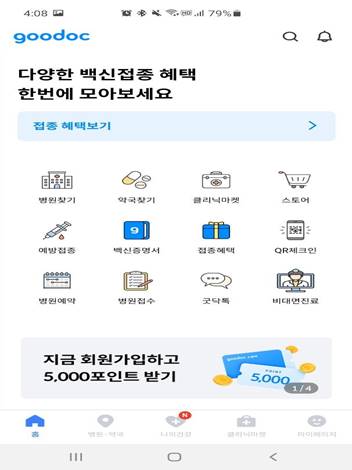 4:08
79%
goodoc
다양한 백신접종 혜택
한번에 모아보세요
접종 혜택보기
병원찾기 약국찾기 클리닉마켓 스토어
9
예방접종 백신증명서 접종혜택 QR체크인
병원예약 병원접수 굿닥톡 비대면진료
지금 회원가입하고
5,000포인트 받기
goodoc.com
POINT
5,000
1/4
N
홈 병원·약국 나의건강 클리닉마켓 마이페이지